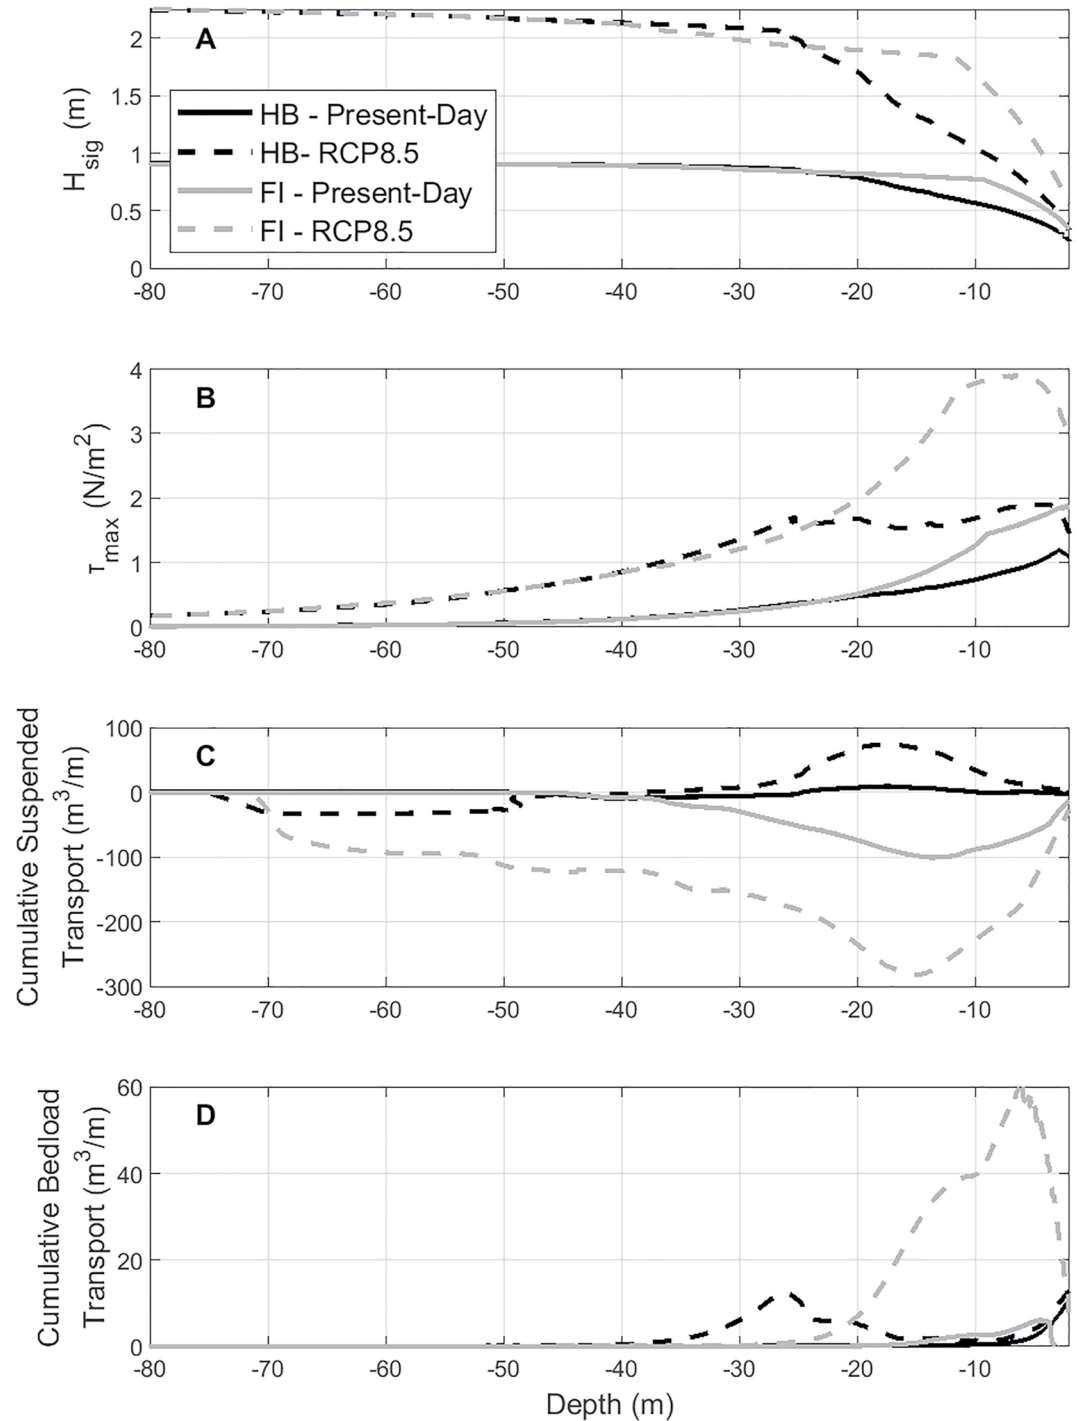 A
H_sig (m)
2
1.5
1
0.5
0
HB - Present-Day
HB- RCP8.5
FI - Present-Day
FI - RCP8.5
-80 -70 -60 -50 -40 -30 -20 -10
B
τ_max (N/m^2)
4
3
2
1
0
-80 -70 -60 -50 -40 -30 -20 -10
C
Cumulative Suspended
Transport (m^3/m)
100
0
-100
-200
-300
-80 -70 -60 -50 -40 -30 -20 -10
D
Cumulative Bedload
Transport (m^3/m)
60
40
20
0
-80 -70 -60 -50 -40 -30 -20 -10
Depth (m)